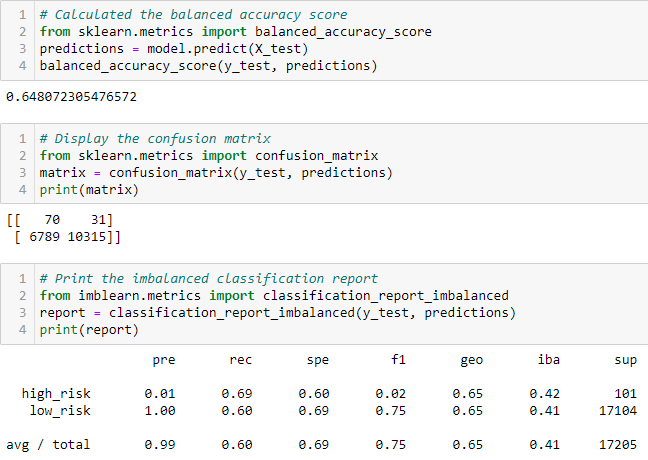 1 # Calculated the balanced accuracy score
2 from sklearn.metrics import balanced_accuracy_score
3 predictions = model.predict(X_test)
4 balanced_accuracy_score(y_test, predictions)
0.648072305476572
1 # Display the confusion matrix
2 from sklearn.metrics import confusion_matrix
3 matrix = confusion_matrix(y_test, predictions)
4 print(matrix)
[[   70    31]
 [ 6789 10315]]
1 # Print the imbalanced classification report
2 from imblearn.metrics import classification_report_imbalanced
3 report = classification_report_imbalanced(y_test, predictions)
4 print(report)
pre rec spe f1 geo iba sup
high_risk 0.01 0.69 0.60 0.02 0.65 0.42 101
low_risk 1.00 0.60 0.69 0.75 0.65 0.41 17104
avg / total 0.99 0.60 0.69 0.75 0.65 0.41 17205